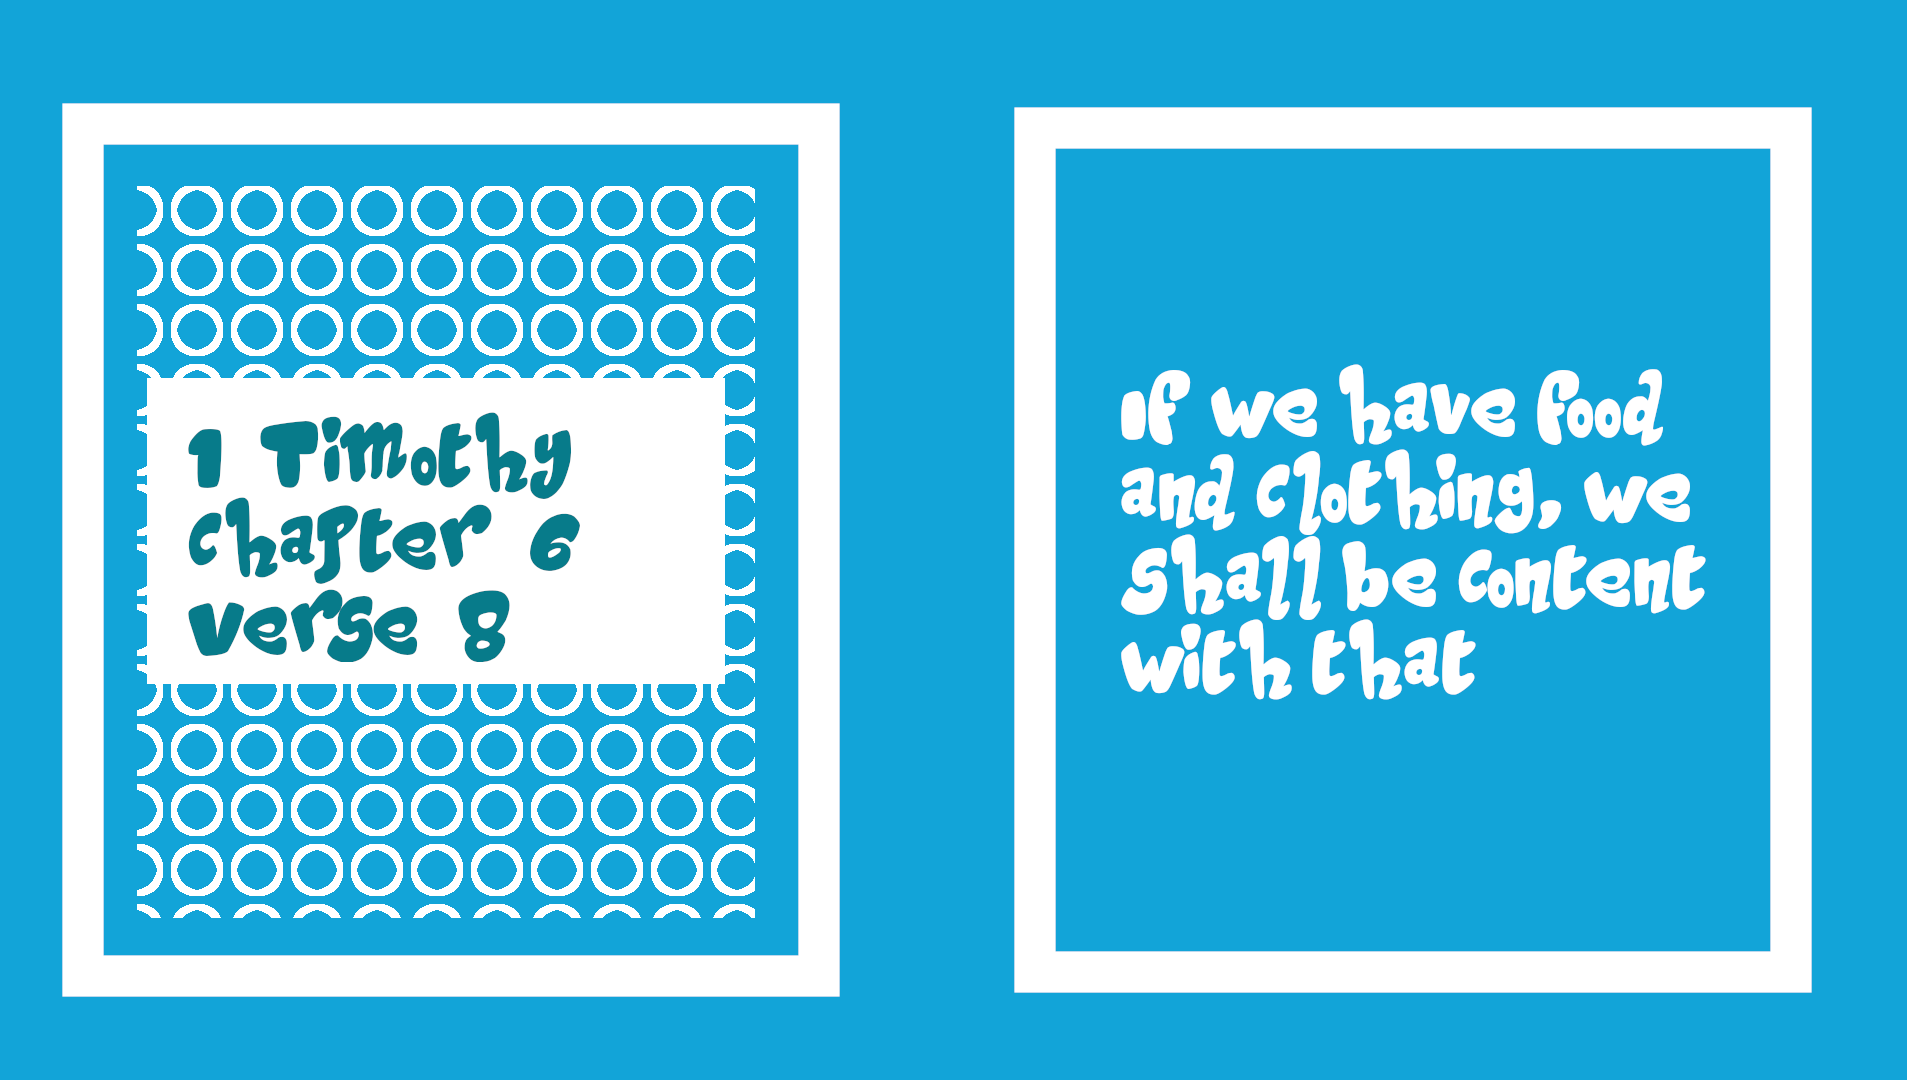 1 Timothy
chapter 6
verse 8
If we have food
and clothing, we
shall be content
with that